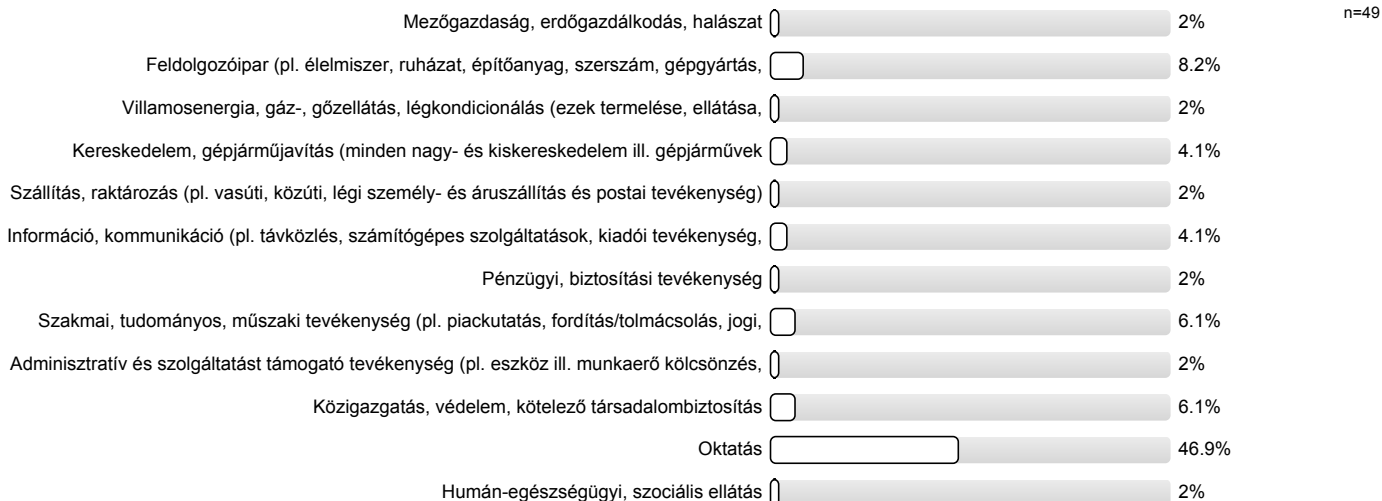 n=49
Mezőgazdaság, erdőgazdálkodás, halászat 2%
Feldolgozóipar (pl. élelmiszer, ruházat, építőanyag, szerszám, gépgyártás, 8.2%
Villamosenergia, gáz-, gőzellátás, légkondicionálás (ezek termelése, ellátása, 2%
Kereskedelem, gépjárműjavítás (minden nagy- és kiskereskedelem ill. gépjárművek 4.1%
Szállítás, raktározás (pl. vasúti, közúti, légi személy- és áruszállítás és postai tevékenység) 2%
Információ, kommunikáció (pl. távközlés, számítógépes szolgáltatások, kiadói tevékenység, 4.1%
Pénzügyi, biztosítási tevékenység 2%
Szakmai, tudományos, műszaki tevékenység (pl. piackutatás, fordítás/tolmácsolás, jogi, 6.1%
Adminisztratív és szolgáltatást támogató tevékenység (pl. eszköz ill. munkaerő kölcsönzés, 2%
Közigazgatás, védelem, kötelező társadalombiztosítás 6.1%
Oktatás 46.9%
Humán-egészségügyi, szociális ellátás 2%